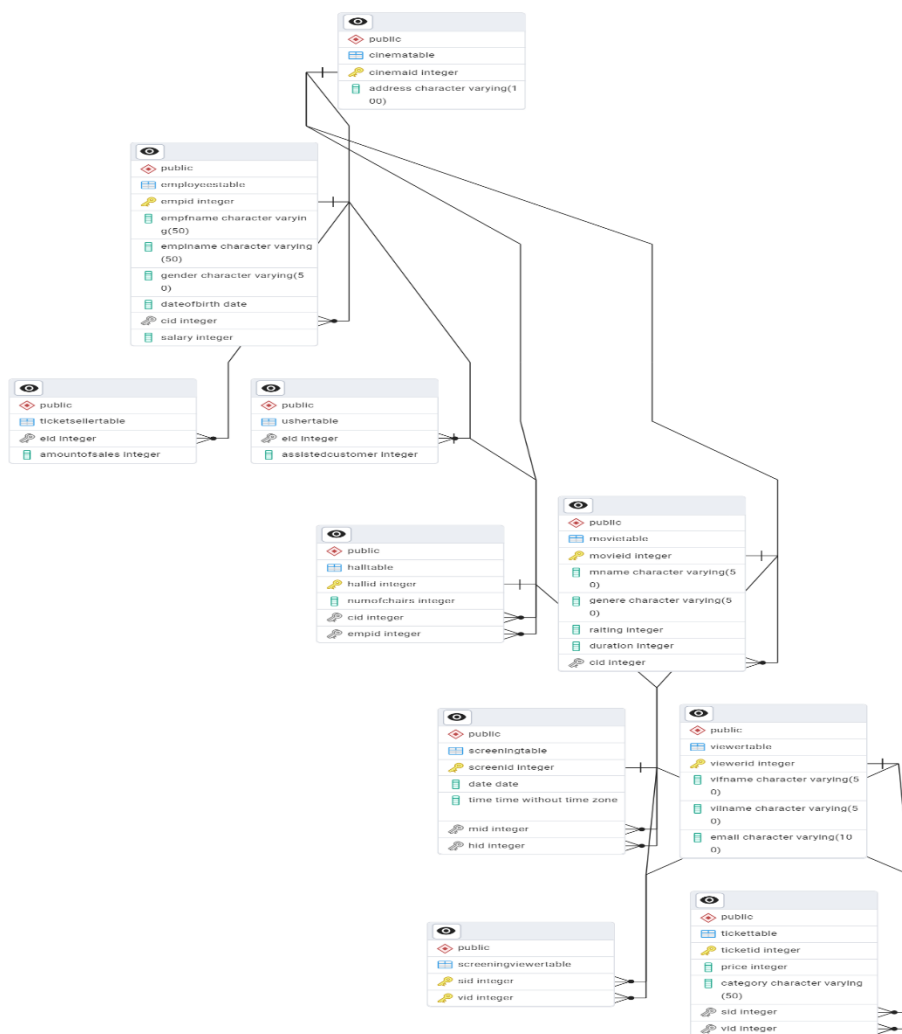 public
cinematable
cinemaid integer
address character varying(1
00)
public
employeestable
empid integer
empfname character varyin
g(50)
emplname character varying
(50)
gender character varying(5
0)
dateofbirth date
cid integer
salary integer
public
ticketsellertable
eid integer
amountofsales integer
public
ushertable
eid integer
assistedcustomer integer
public
halltable
hallid integer
numofchairs integer
cid integer
empid integer
public
movietable
movieid integer
mname character varying(5
0)
genere character varying(5
0)
raiting integer
duration integer
cid integer
public
screeningtable
screenid integer
date date
time time without time zone
mid integer
hid integer
public
viewertable
viewerid integer
vifname character varying(5
0)
vilname character varying(5
0)
email character varying(10
0)
public
screeningviewertable
sid integer
vid integer
public
tickettable
ticketid integer
price integer
category character varying
(50)
sid integer
vid integer